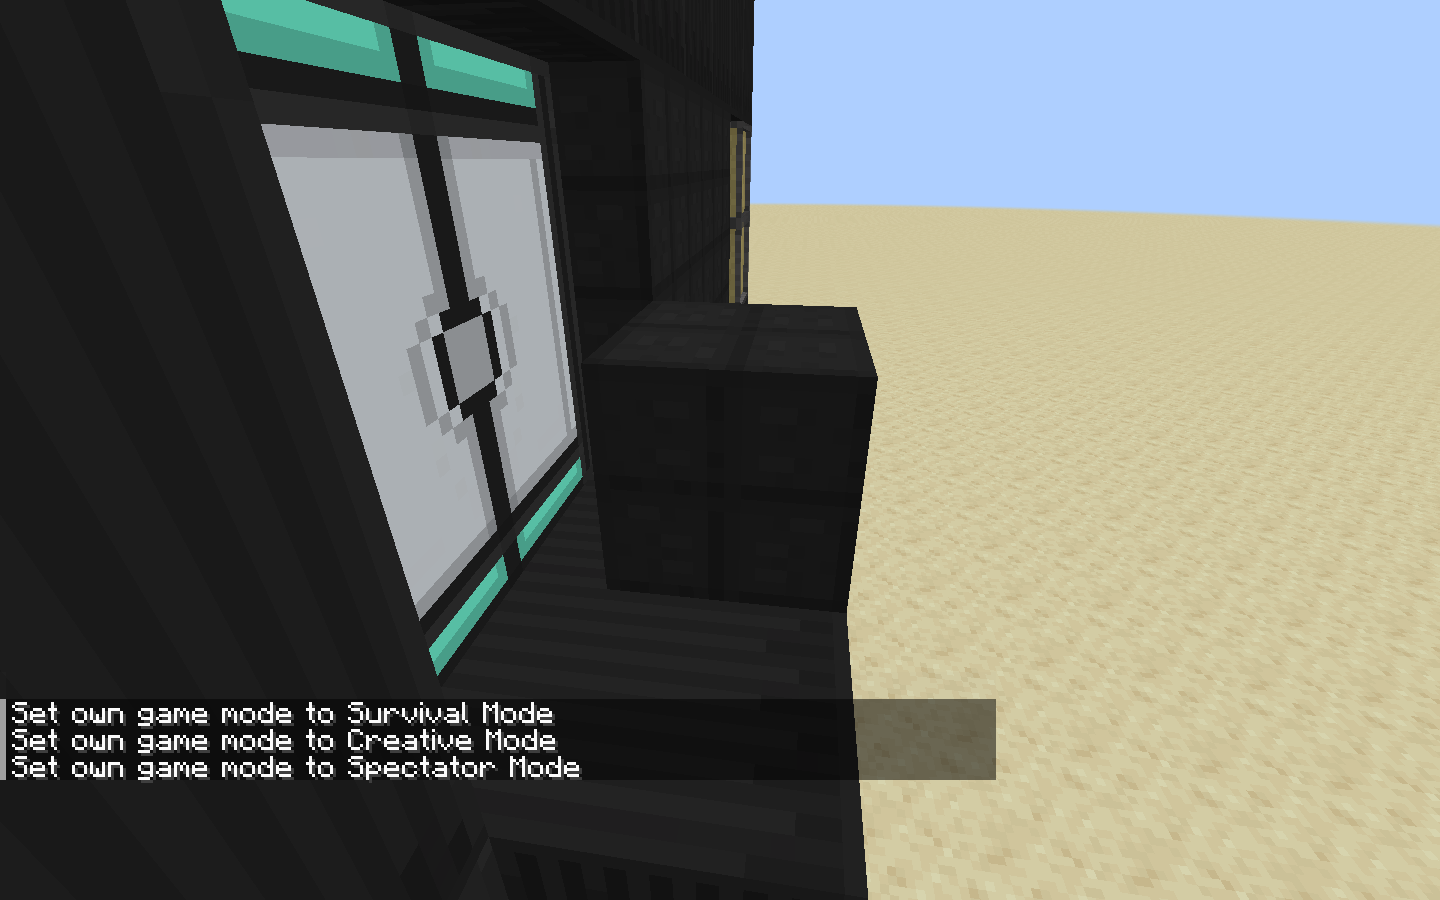 Set own game mode to Survival Mode
Set own game mode to Creative Mode
Set own game mode to Spectator Mode